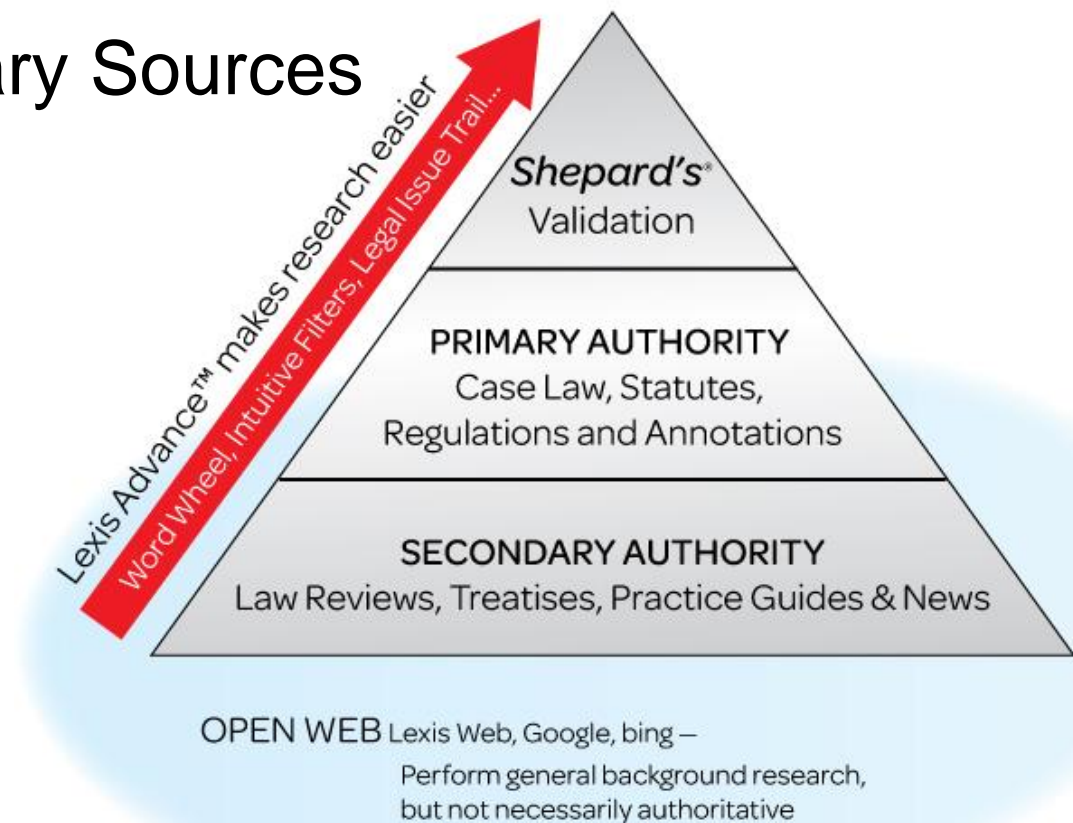 ary Sources
Lexis Advance™ makes research easier
Word Wheel, Intuitive Filters, Legal Issue Trail...
Shepard's®
Validation
PRIMARY AUTHORITY
Case Law, Statutes,
Regulations and Annotations
SECONDARY AUTHORITY
Law Reviews, Treatises, Practice Guides & News
OPEN WEB Lexis Web, Google, bing –
Perform general background research,
but not necessarily authoritative